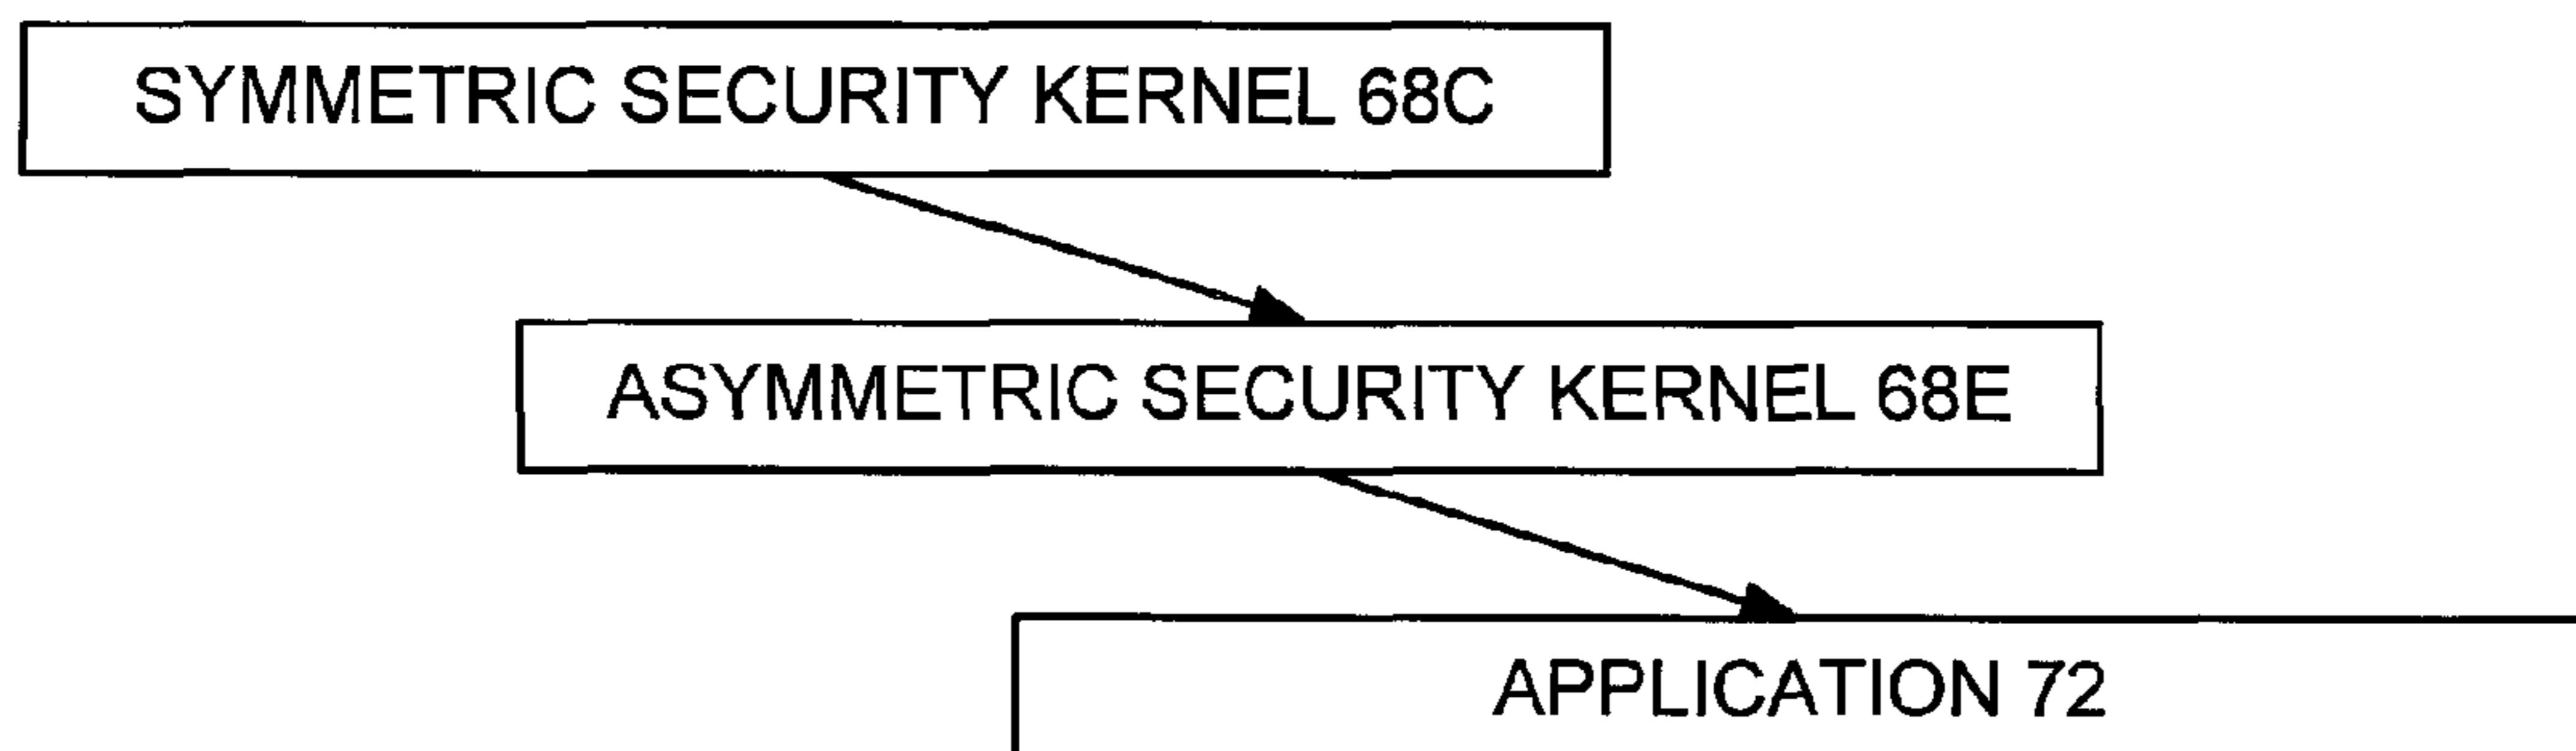 SYMMETRIC SECURITY KERNEL 68C
ASYMMETRIC SECURITY KERNEL 68E
APPLICATION 72